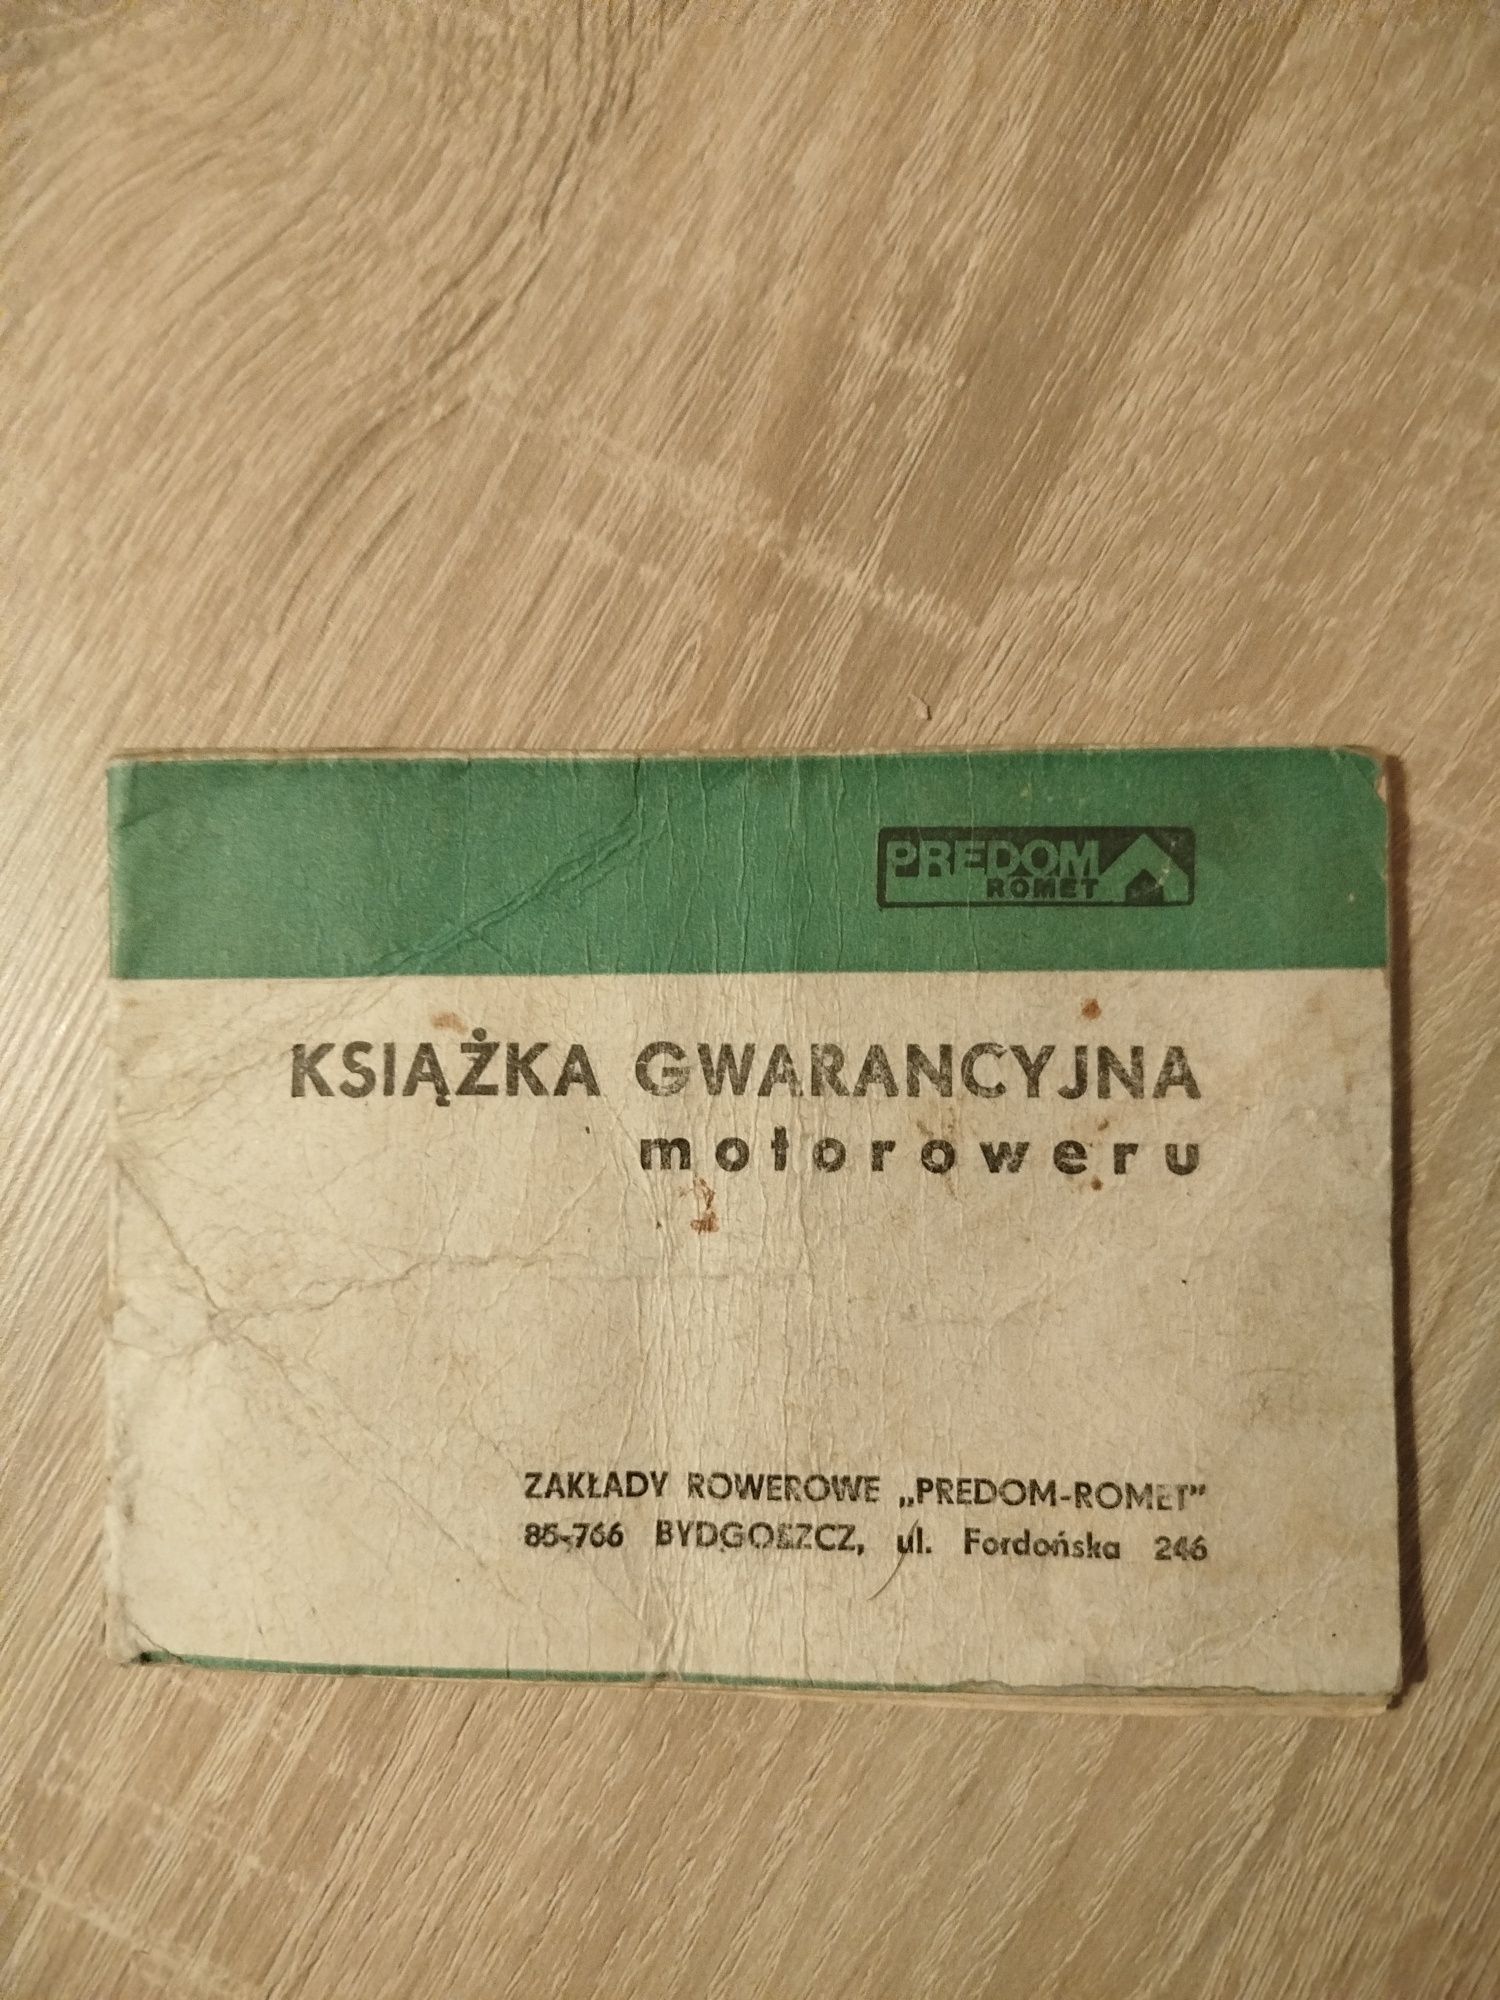 PREDOM
ROMET
KSIĄŻKA GWARANCYJNA
motoroweru
ZAKŁADY ROWEROWE „PREDOM-ROMET”
85-766 BYDGOSZCZ, ul. Fordońska 246